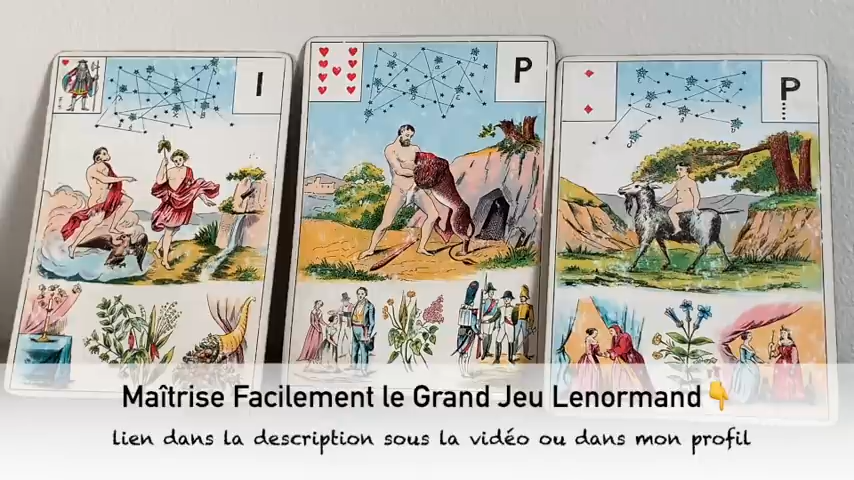 I
P
P
Maîtrise Facilement le Grand Jeu Lenormand👇
lien dans la description sous la vidéo ou dans mon profil